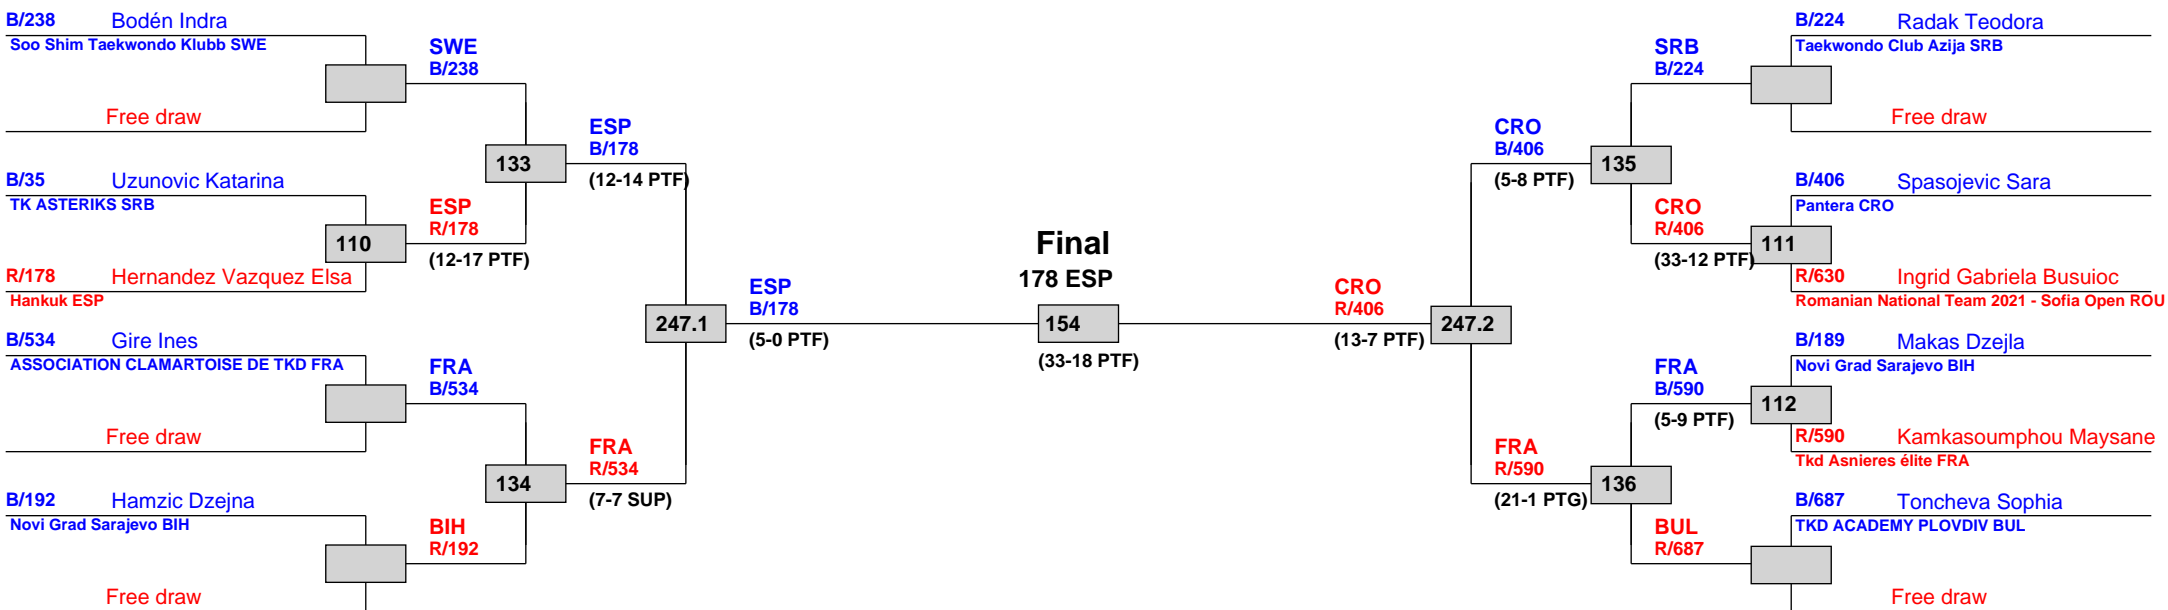 B/238 Bodén Indra
Soo Shim Taekwondo Klubb SWE
Free draw
B/35 Uzunovic Katarina
TK ASTERIKS SRB
110
R/178 Hernandez Vazquez Elsa
Hankuk ESP
B/534 Gire Ines
ASSOCIATION CLAMARTOISE DE TKD FRA
Free draw
B/192 Hamzic Dzejna
Novi Grad Sarajevo BIH
Free draw
SWE
B/238
133
ESP
R/178
(12-17 PTF)
FRA
B/534
134
BIH
R/192
ESP
B/178
(12-14 PTF)
247.1
FRA
R/534
(7-7 SUP)
ESP
B/178
(5-0 PTF)
Final
178 ESP
154
(33-18 PTF)
CRO
R/406
(13-7 PTF)
247.2
CRO
B/406
(5-8 PTF)
FRA
R/590
(21-1 PTG)
SRB
B/224
135
CRO
R/406
(33-12 PTF)
FRA
B/590
(5-9 PTF)
136
BUL
R/687
B/224 Radak Teodora
Taekwondo Club Azija SRB
Free draw
B/406 Spasojevic Sara
Pantera CRO
111
R/630 Ingrid Gabriela Busuioc
Romanian National Team 2021 - Sofia Open ROU
B/189 Makas Dzejla
Novi Grad Sarajevo BIH
112
R/590 Kamkasoumphou Maysane
Tkd Asnieres élite FRA
B/687 Toncheva Sophia
TKD ACADEMY PLOVDIV BUL
Free draw